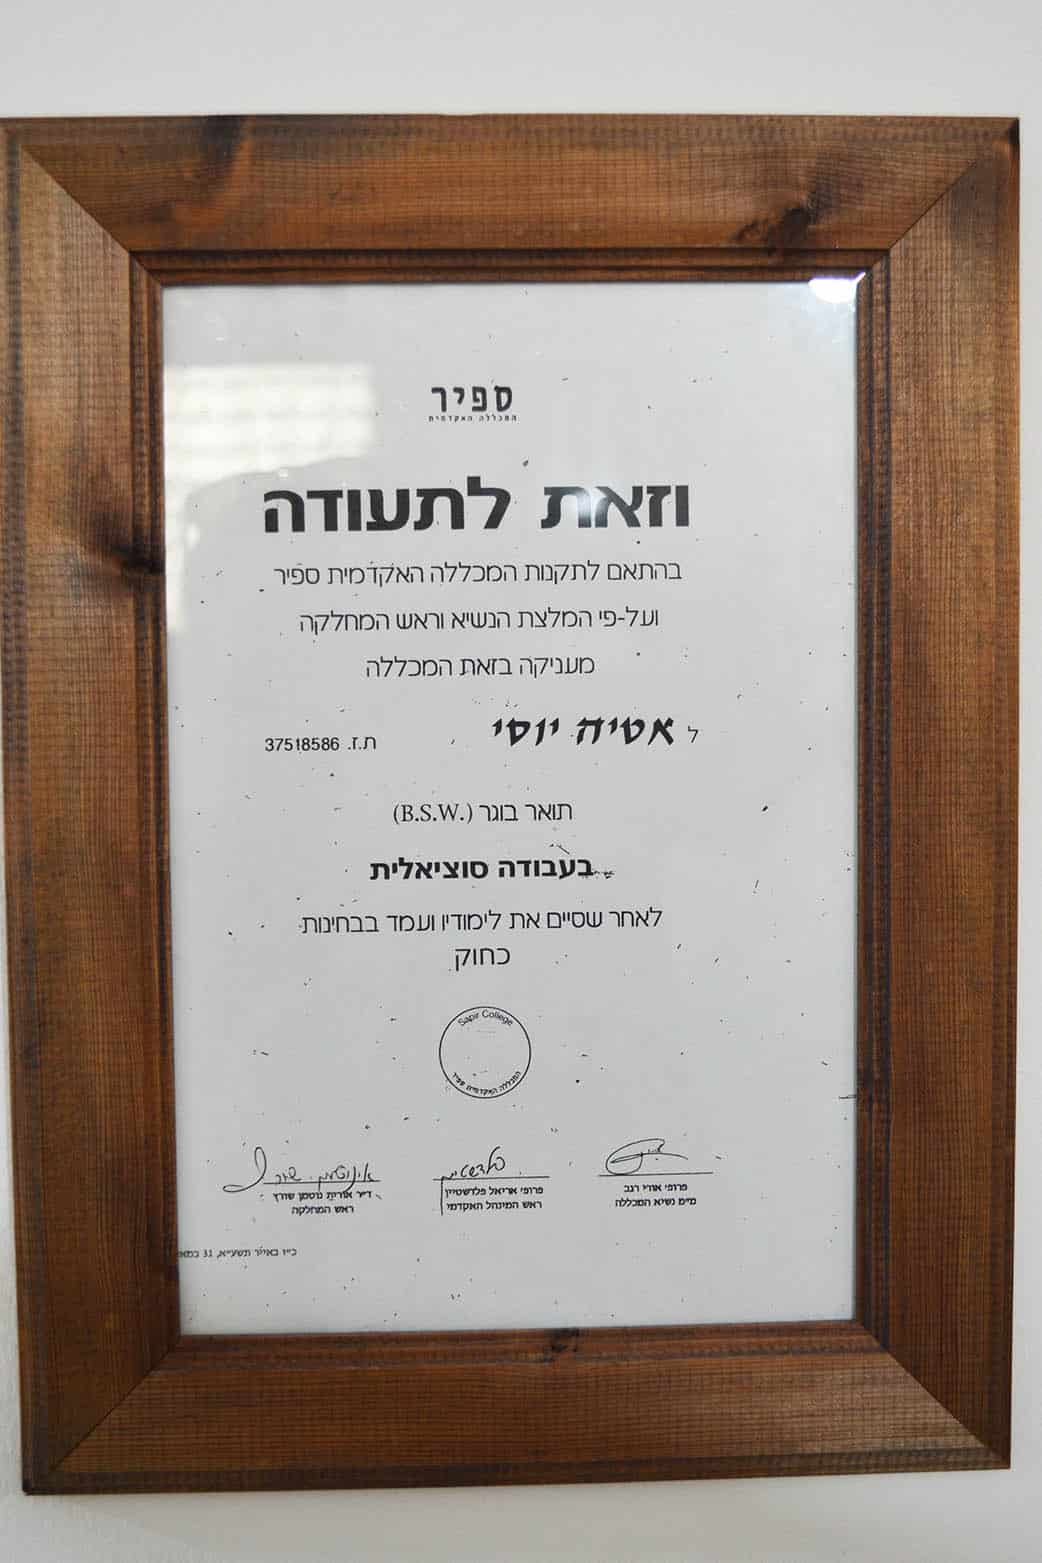 ספיר
המכללה האקדמית
וזאת לתעודה
בהתאם לתקנות המכללה האקדמית ספיר
ועל-פי המלצת הנשיא וראש המחלקה
מעניקה בזאת המכללה
ל אטיה יוסי ת.ז. 37518586
תואר בוגר (B.S.W.)
בעבודה סוציאלית
לאחר שסיים את לימודיו ועמד בבחינות
כחוק
Sapir College
המכללה האקדמית ספיר
פרופ' אודי רגב
מ"מ נשיא המכללה
פרופ' אריאל פלדשטיין
ראש המינהל האקדמי
ד"ר אורית נוטמן שורץ
ראש המחלקה
כ"ז באייר תשע"א, 31 במאי